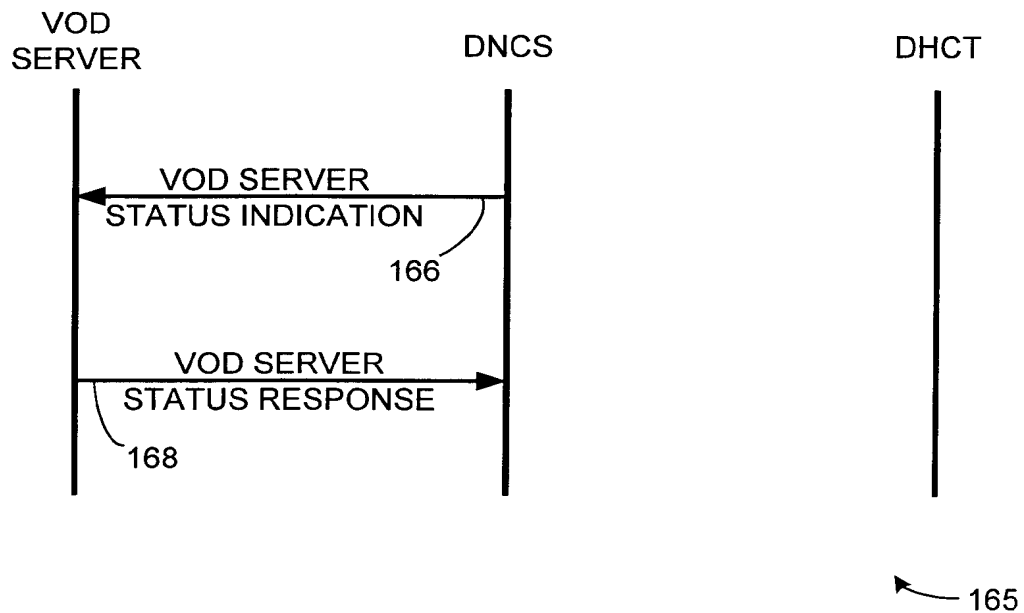 VOD
SERVER
DNCS
DHCT
VOD SERVER
STATUS INDICATION
166
VOD SERVER
STATUS RESPONSE
168
165